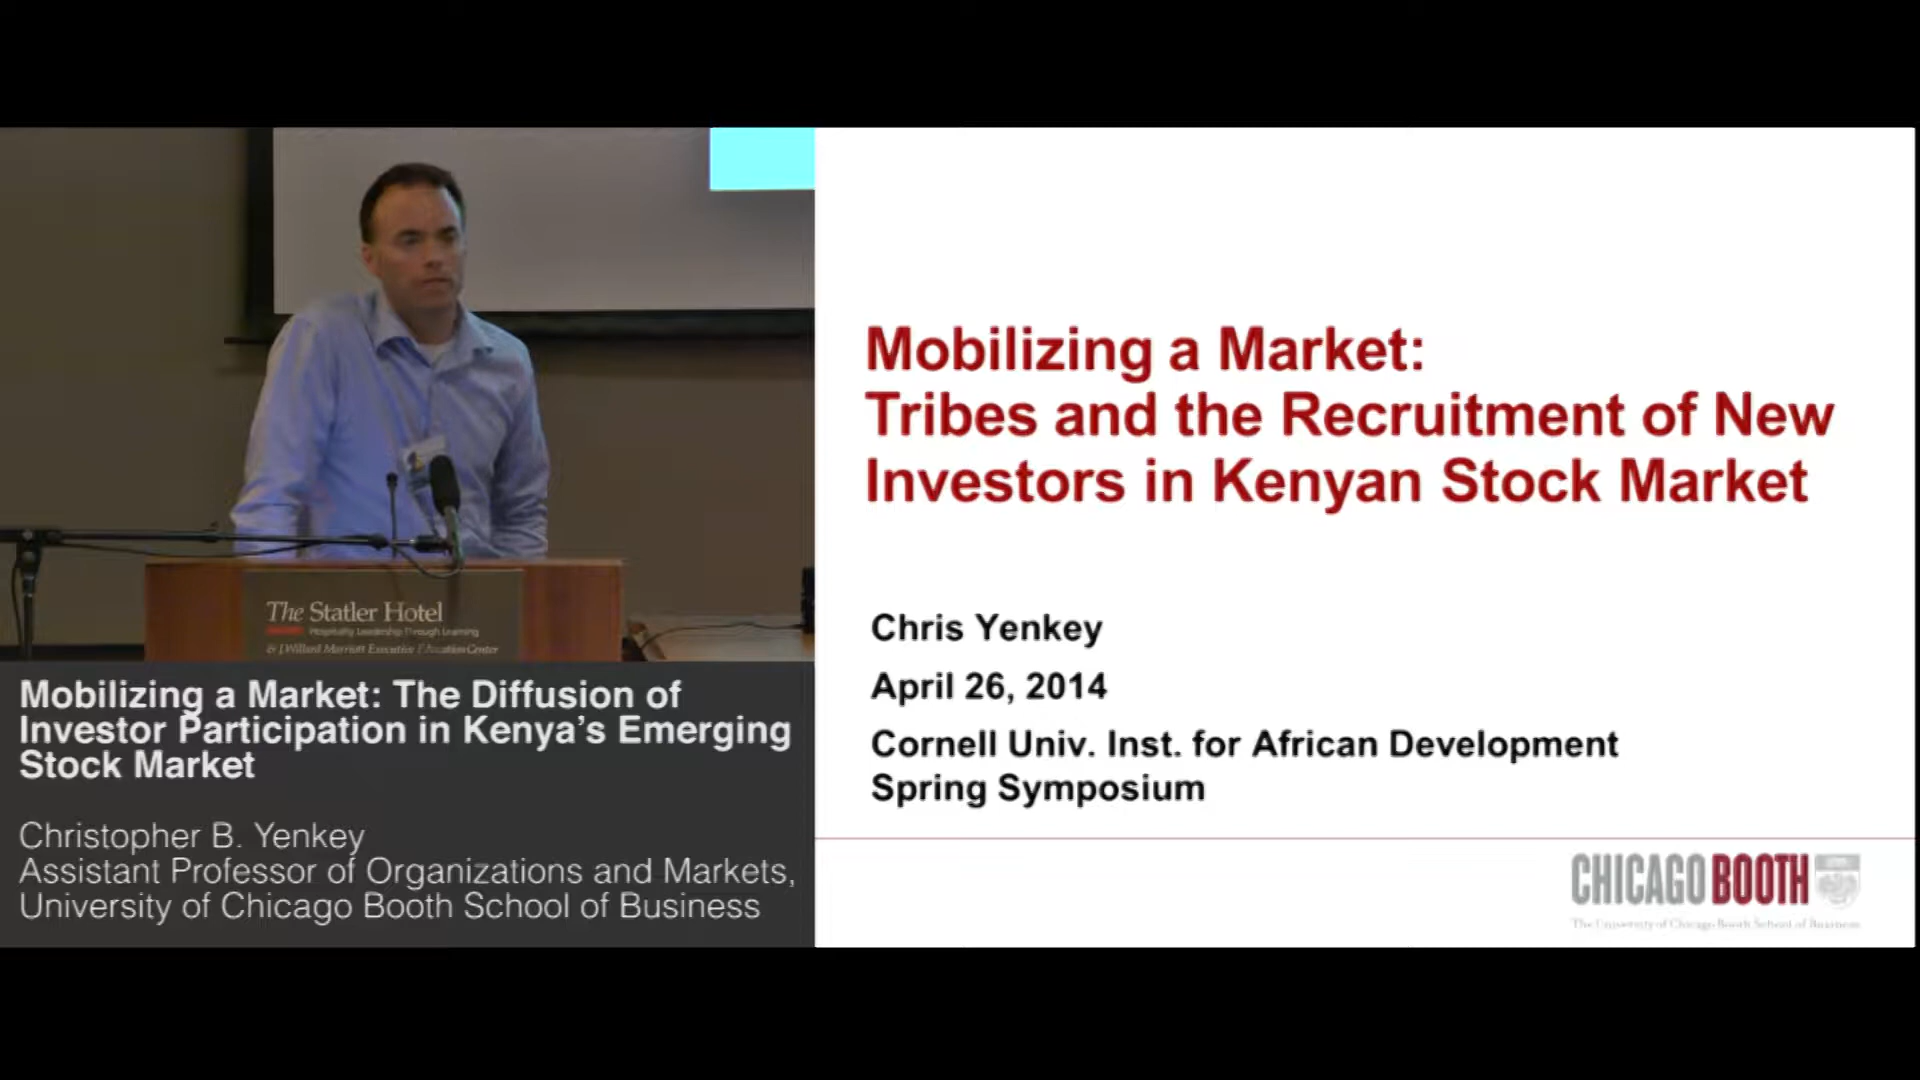 The Statler Hotel
Hospitality Leadership Through Learning
& J.Willard Marriott Executive Education Center
Mobilizing a Market: The Diffusion of
Investor Participation in Kenya's Emerging
Stock Market
Christopher B. Yenkey
Assistant Professor of Organizations and Markets,
University of Chicago Booth School of Business
Mobilizing a Market:
Tribes and the Recruitment of New
Investors in Kenyan Stock Market
Chris Yenkey
April 26, 2014
Cornell Univ. Inst. for African Development
Spring Symposium
CHICAGO BOOTH
The University of Chicago Booth School of Business